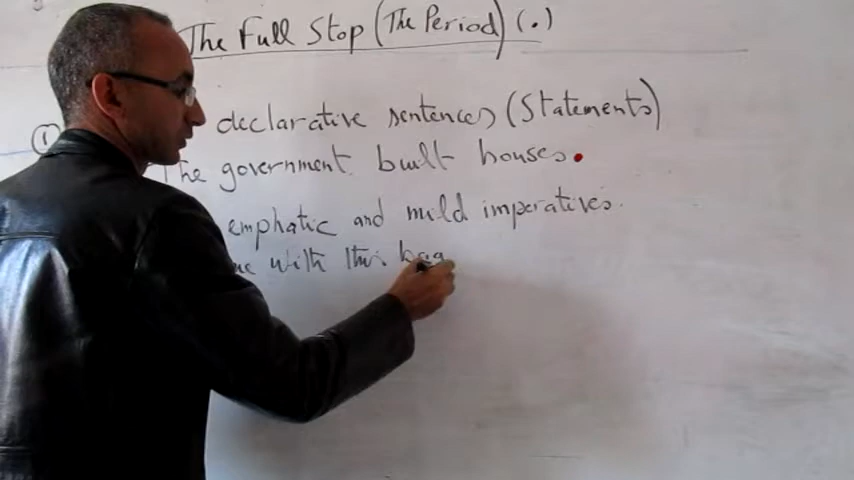 The Full Stop (The Period) (.)
① declarative sentences (Statements)
The government built houses.
emphatic and mild imperatives.
with this bag